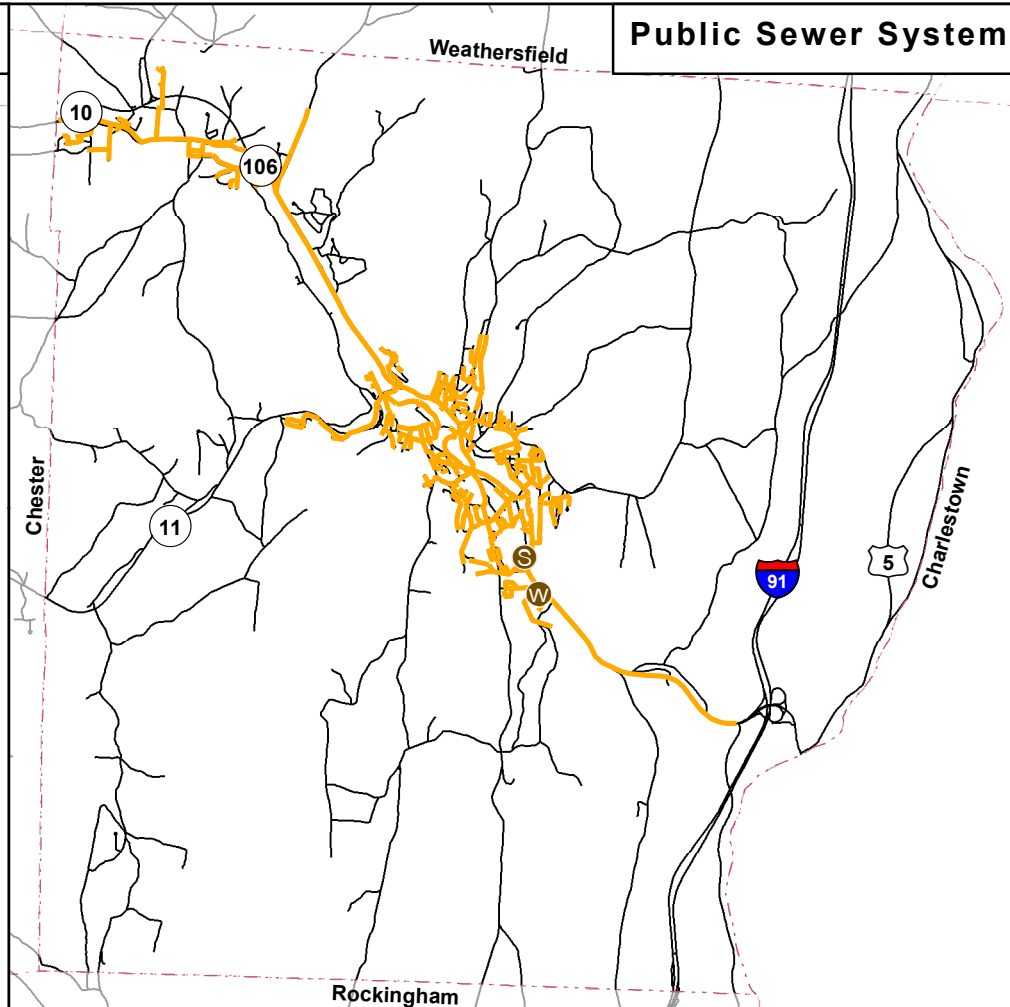 Public Sewer System
Weathersfield
10
106
Chester
11
S
W
91
5
Charlestown
Rockingham